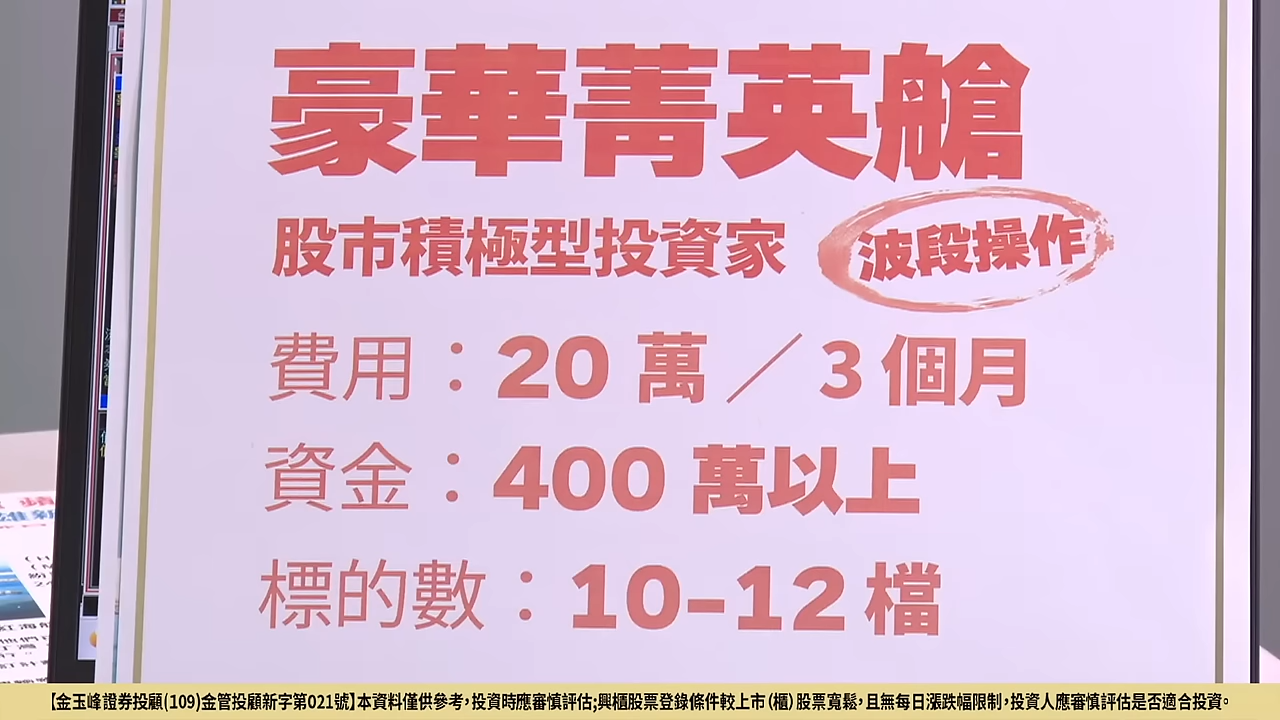 豪華菁英艙
股市積極型投資家 波段操作
費用：20 萬／3 個月
資金：400 萬以上
標的數：10-12 檔
【金玉峰證券投顧(109)金管投顧新字第021號】本資料僅供參考，投資時應審慎評估;興櫃股票登錄條件較上市（櫃）股票寬鬆，且無每日漲跌幅限制，投資人應審慎評估是否適合投資。